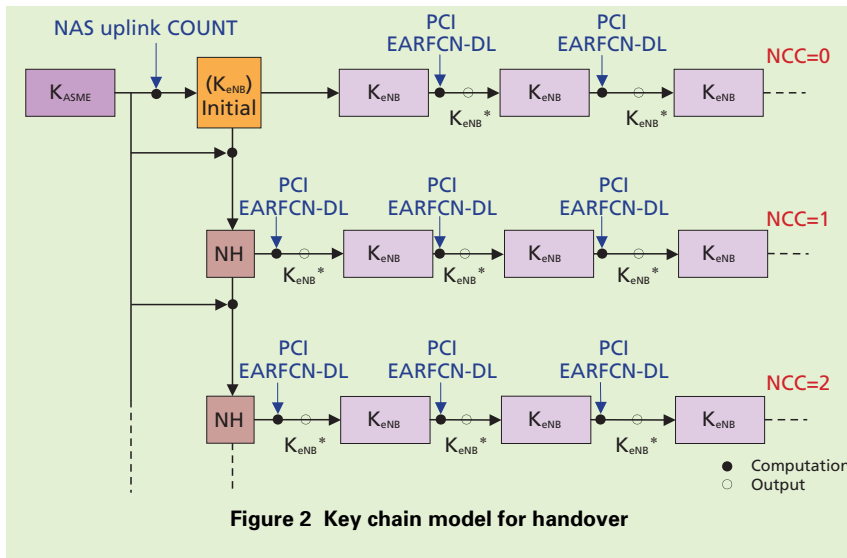 NAS uplink COUNT
PCI
EARFCN-DL
PCI
EARFCN-DL
NCC=0
KASME
(KeNB)
Initial
KeNB
KeNB
KeNB
KeNB*
KeNB*
PCI
EARFCN-DL
PCI
EARFCN-DL
PCI
EARFCN-DL
NCC=1
NH
KeNB
KeNB
KeNB
KeNB*
KeNB*
KeNB*
PCI
EARFCN-DL
PCI
EARFCN-DL
PCI
EARFCN-DL
NCC=2
NH
KeNB
KeNB
KeNB
KeNB*
KeNB*
KeNB*
Computation
Output
Figure 2 Key chain model for handover